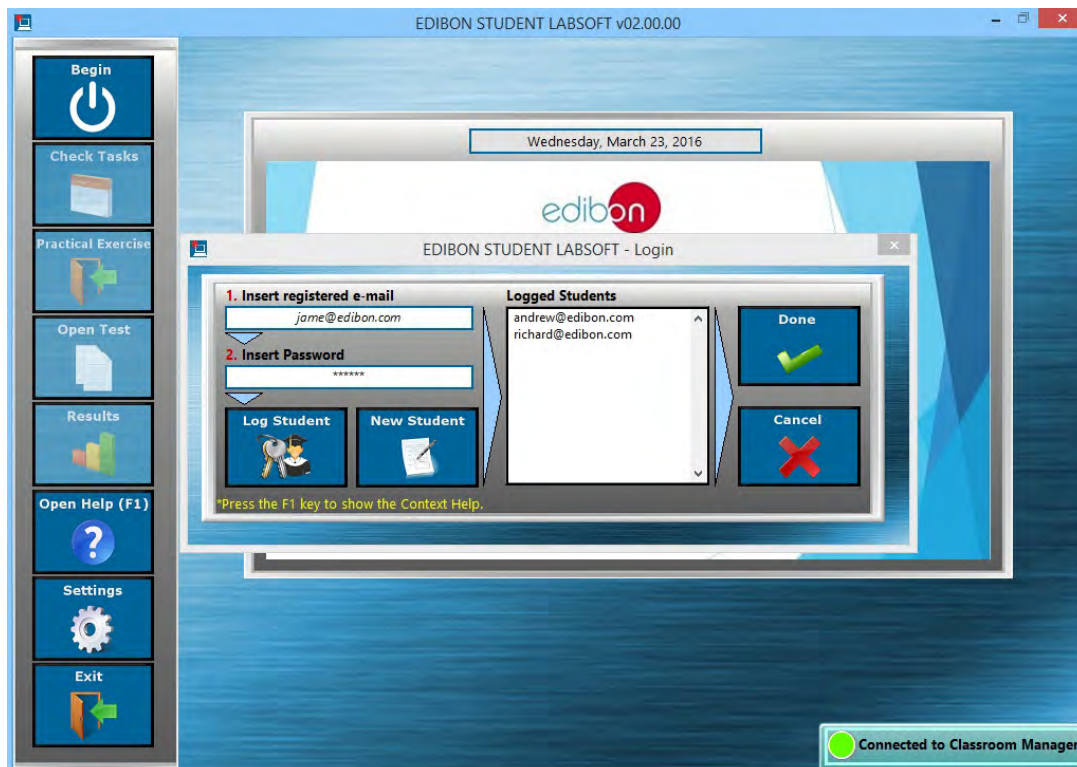 EDIBON STUDENT LABSOFT v02.00.00
Begin
Check Tasks
Practical Exercise
Open Test
Results
Open Help (F1)
?
Settings
Exit
Wednesday, March 23, 2016
edibon
EDIBON STUDENT LABSOFT - Login
1. Insert registered e-mail
jame@edibon.com
2. Insert Password
******
Log Student
New Student
*Press the F1 key to show the Context Help.
Logged Students
andrew@edibon.com
richard@edibon.com
Done
Cancel
Connected to Classroom Manager